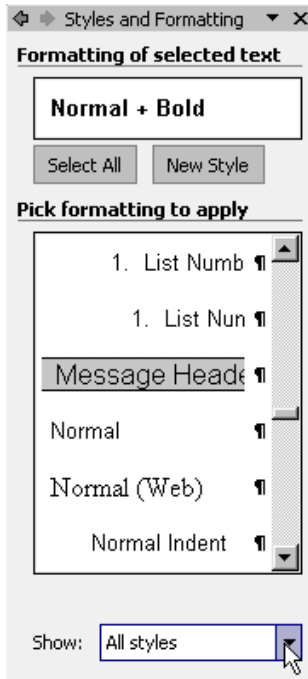 Styles and Formatting
Formatting of selected text
Normal + Bold
Select All New Style
Pick formatting to apply
1. List Numb ¶
1. List Nun ¶
Message Heade ¶
Normal ¶
Normal (Web) ¶
Normal Indent ¶
Show: All styles